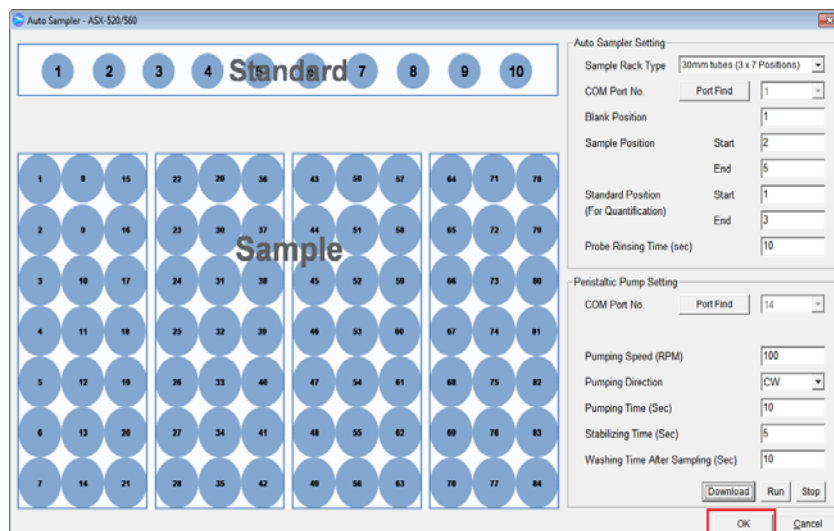 Auto Sampler - ASX-520/560
1 2 3 4 5 6 7 8 9 10
Standard
1 8 15 22 29 36 43 50 57 64 71 78
2 9 16 23 30 37 44 51 58 65 72 79
Sample
3 10 17 24 31 38 45 52 59 66 73 80
4 11 18 25 32 39 46 53 60 67 74 81
5 12 19 26 33 40 47 54 61 68 75 82
6 13 20 27 34 41 48 55 62 69 76 83
7 14 21 28 35 42 49 56 63 70 77 84
Auto Sampler Setting
Sample Rack Type 30mm tubes (3 x 7 Positions)
COM Port No. Port Find 1
Blank Position 1
Sample Position Start 2
End 5
Standard Position Start 1
(For Quantification) End 3
Probe Rinsing Time (sec) 10
Peristaltic Pump Setting
COM Port No. Port Find 14
Pumping Speed (RPM) 100
Pumping Direction CW
Pumping Time (Sec) 10
Stabilizing Time (Sec) 5
Washing Time After Sampling (Sec) 10
Download Run Stop
OK Cancel